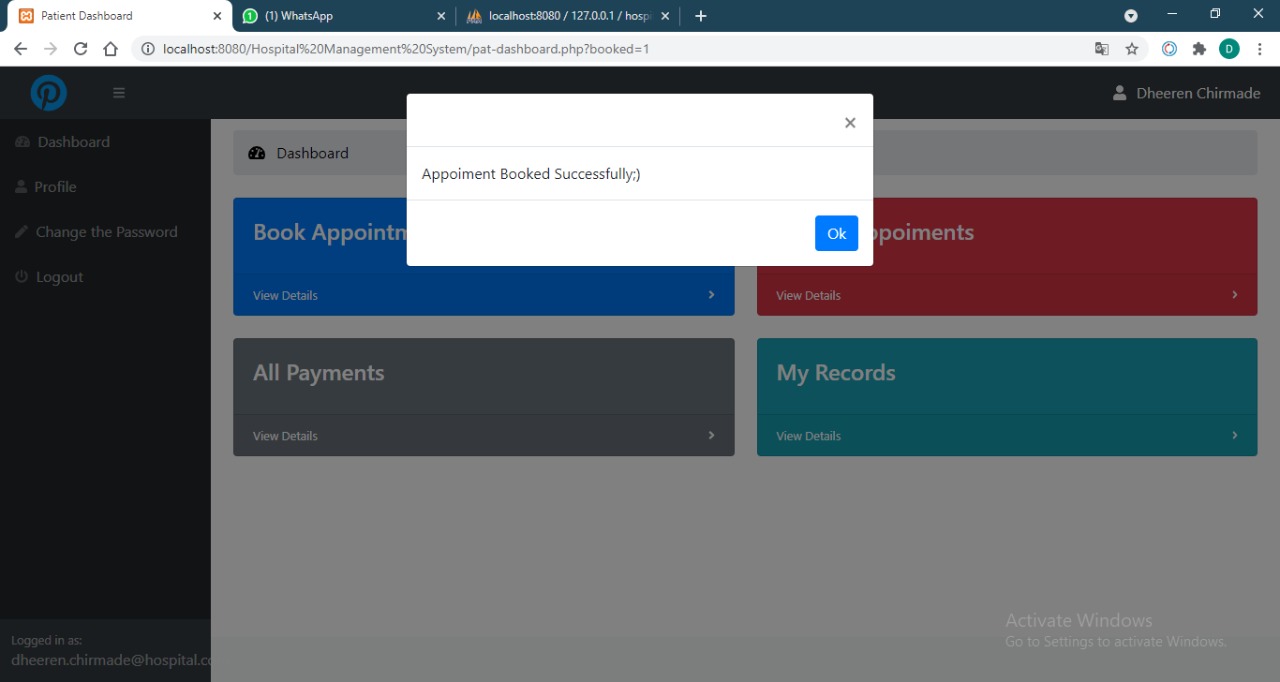 Patient Dashboard
(1) WhatsApp
localhost:8080 / 127.0.0.1 / hospi
localhost:8080/Hospital%20Management%20System/pat-dashboard.php?booked=1
D
Dheeren Chirmade
Dashboard
Profile
Change the Password
Logout
Dashboard
Appoiment Booked Successfully;)
Ok
Book Appointm
ppoiments
View Details
View Details
All Payments
My Records
View Details
View Details
Logged in as:
dheeren.chirmade@hospital.co
Activate Windows
Go to Settings to activate Windows.